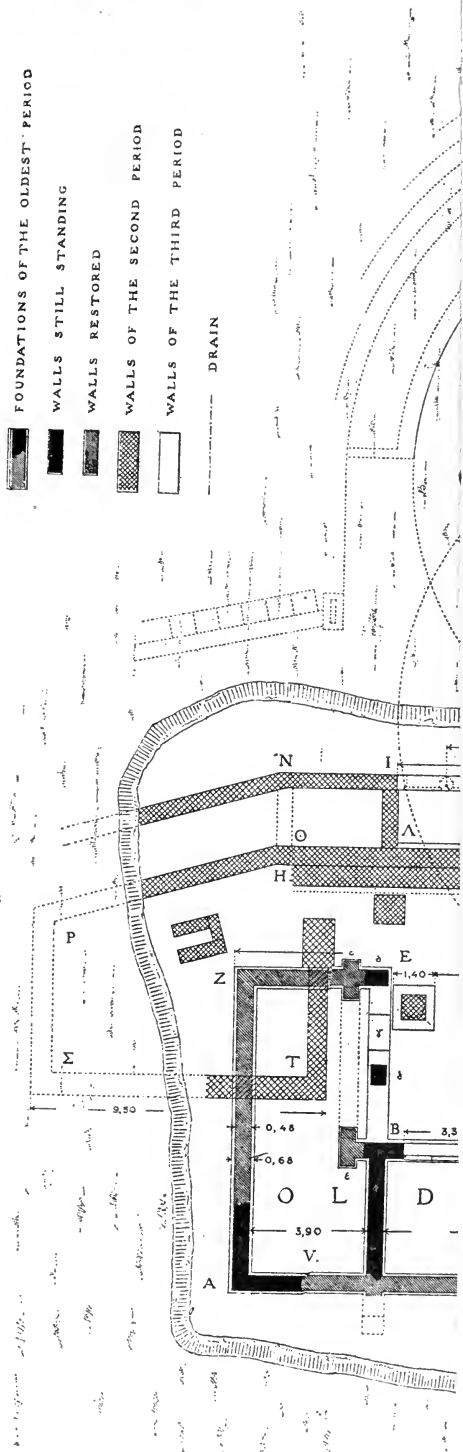 FOUNDATIONS OF THE OLDEST PERIOD
WALLS STILL STANDING
WALLS RESTORED
WALLS OF THE SECOND PERIOD
WALLS OF THE THIRD PERIOD
DRAIN
N
I
Θ
Λ
H
P
Z
c
δ
E
1,40
γ
Σ
T
δ
9,50
0,48
B
3,3
0,68
ε
O L D
3,90
V.
A